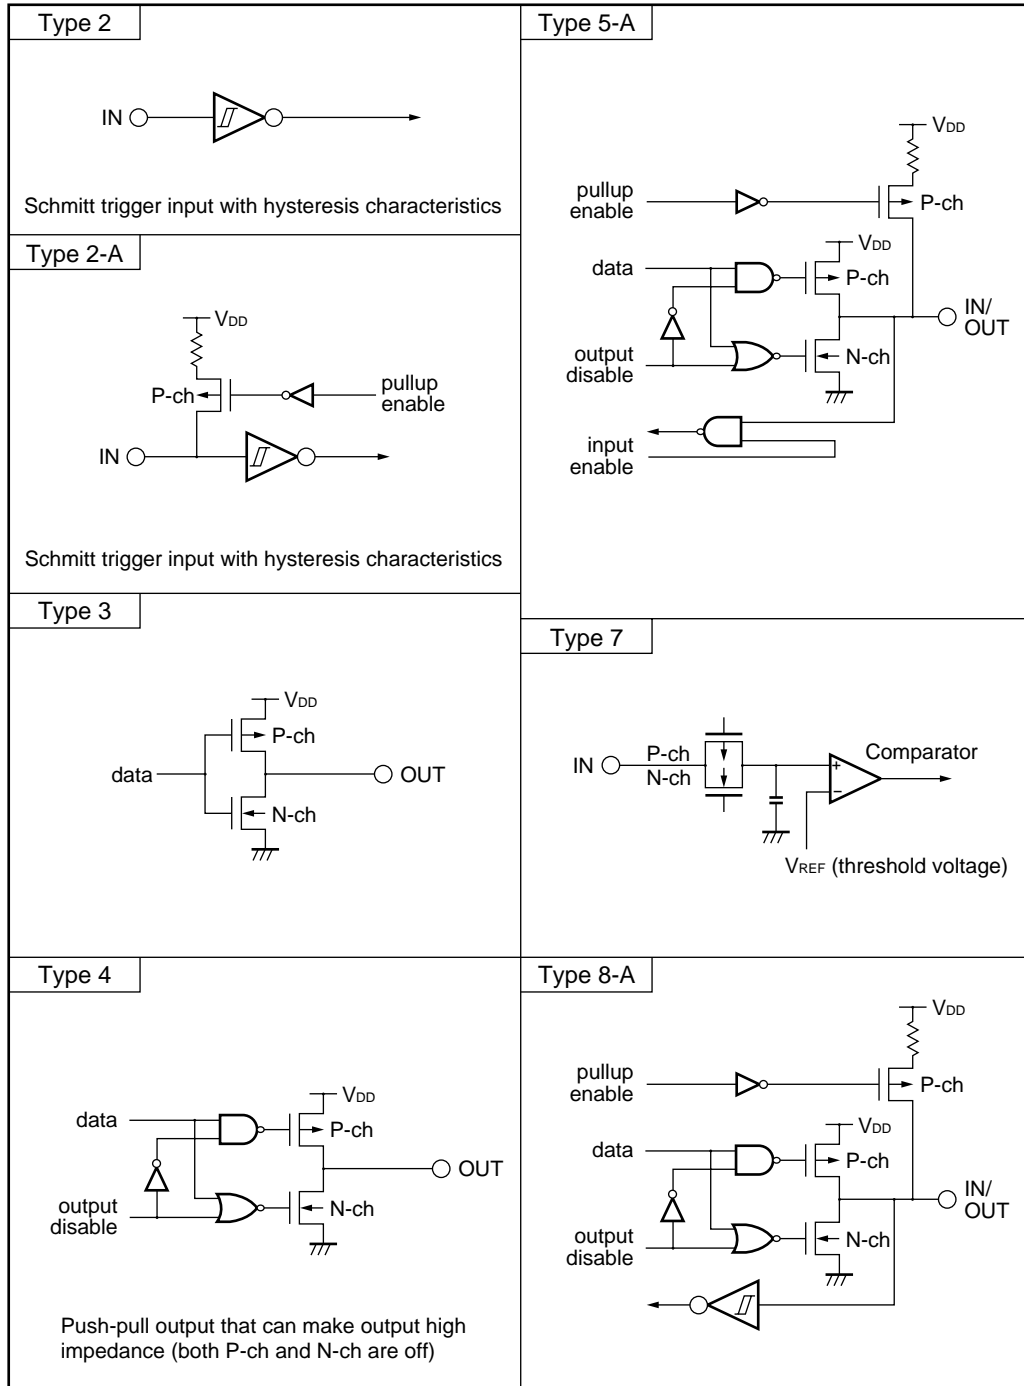 Type 2
IN
Schmitt trigger input with hysteresis characteristics
Type 2-A
VDD
P-ch
pullup
enable
IN
Schmitt trigger input with hysteresis characteristics
Type 3
VDD
P-ch
data
OUT
N-ch
Type 4
VDD
data
P-ch
OUT
output
disable
N-ch
Push-pull output that can make output high
impedance (both P-ch and N-ch are off)
Type 5-A
VDD
pullup
enable
P-ch
VDD
data
P-ch
IN/
OUT
output
disable
N-ch
input
enable
Type 7
IN
P-ch
N-ch
Comparator
+
−
VREF (threshold voltage)
Type 8-A
VDD
pullup
enable
P-ch
VDD
data
P-ch
IN/
OUT
output
disable
N-ch